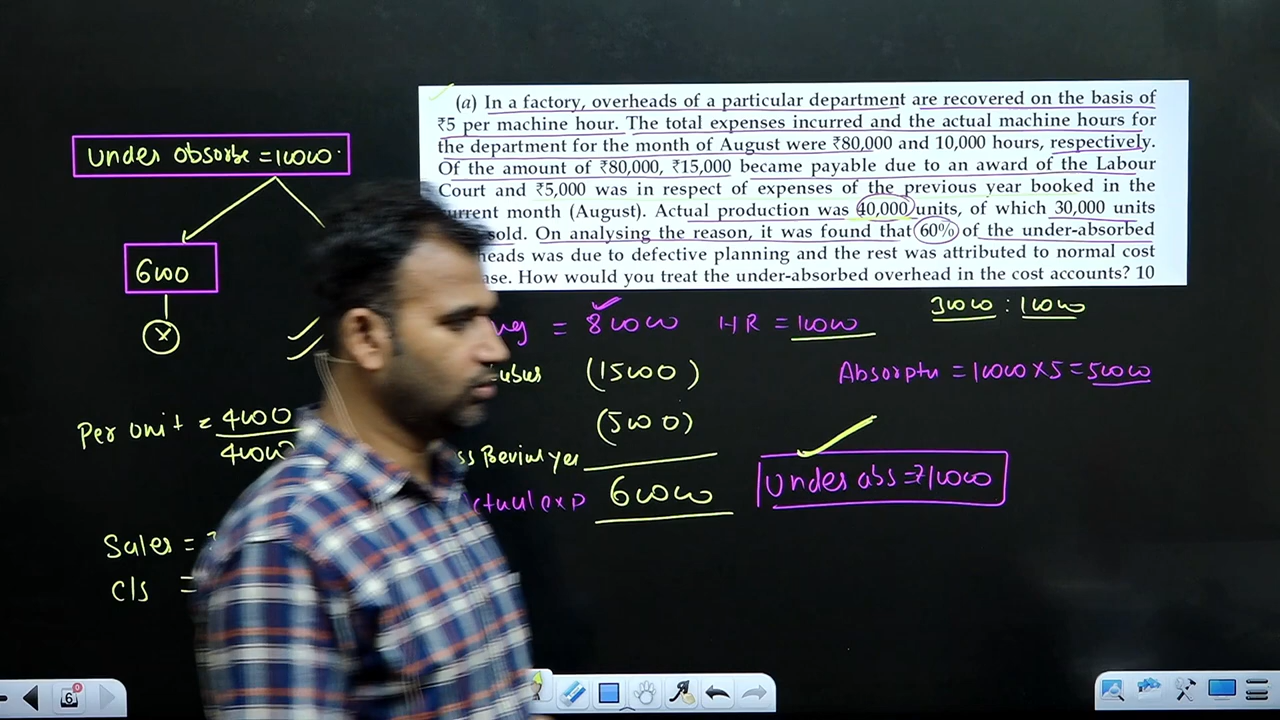 (a) In a factory, overheads of a particular department are recovered on the basis of
₹5 per machine hour. The total expenses incurred and the actual machine hours for
the department for the month of August were ₹80,000 and 10,000 hours, respectively.
Of the amount of ₹80,000, ₹15,000 became payable due to an award of the Labour
Court and ₹5,000 was in respect of expenses of the previous year booked in the
current month (August). Actual production was 40,000 units, of which 30,000 units
sold. On analysing the reason, it was found that 60% of the under-absorbed
heads was due to defective planning and the rest was attributed to normal cost
ase. How would you treat the under-absorbed overhead in the cost accounts? 10
under absorbe = 10000
6000
Per unit = 4000
40000
Sales =
c/s =
= 80000 HR = 10000
30000 : 10000
(15000)
Absorptn = 10000 × 5 = 50000
(5000)
ctual exp 60000
under abs = ₹10000
6
0